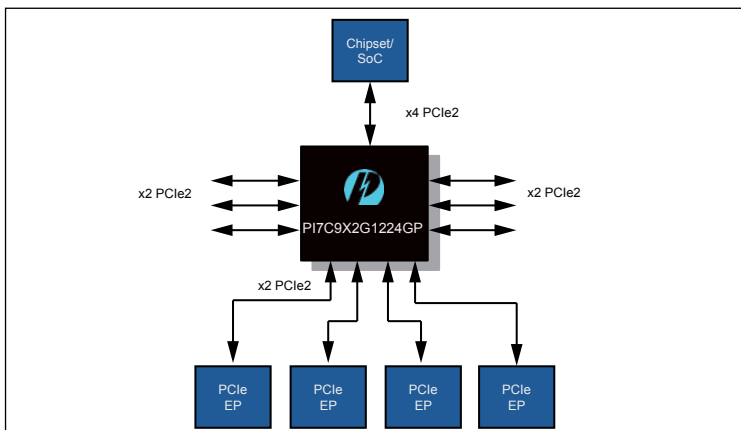 Chipset/
SoC
x4 PCIe2
x2 PCIe2
x2 PCIe2
PI7C9X2G1224GP
x2 PCIe2
PCIe
EP
PCIe
EP
PCIe
EP
PCIe
EP